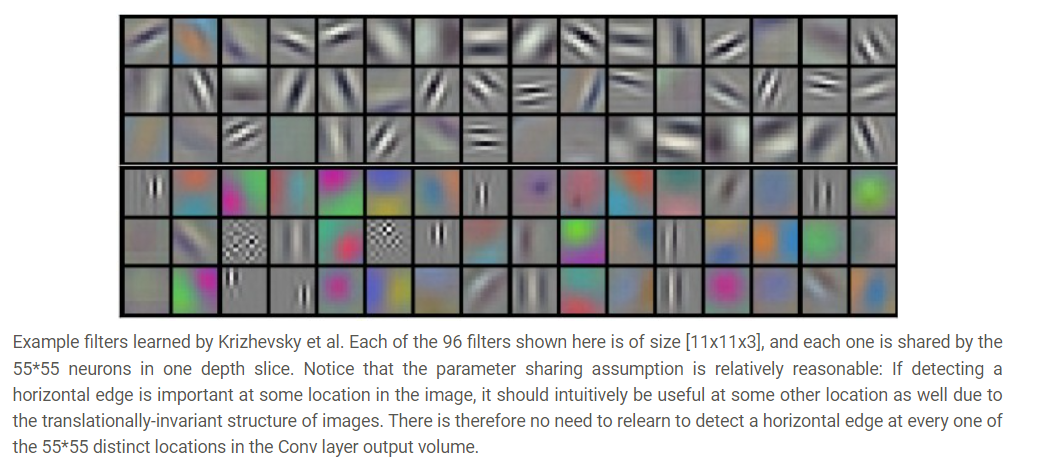 Example filters learned by Krizhevsky et al. Each of the 96 filters shown here is of size [11x11x3], and each one is shared by the
55*55 neurons in one depth slice. Notice that the parameter sharing assumption is relatively reasonable: If detecting a
horizontal edge is important at some location in the image, it should intuitively be useful at some other location as well due to
the translationally-invariant structure of images. There is therefore no need to relearn to detect a horizontal edge at every one of
the 55*55 distinct locations in the Conv layer output volume.